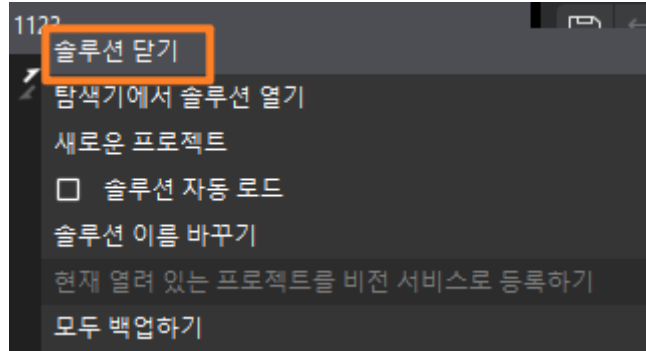 솔루션 닫기
탐색기에서 솔루션 열기
새로운 프로젝트
솔루션 자동 로드
솔루션 이름 바꾸기
현재 열려 있는 프로젝트를 비전 서비스로 등록하기
모두 백업하기